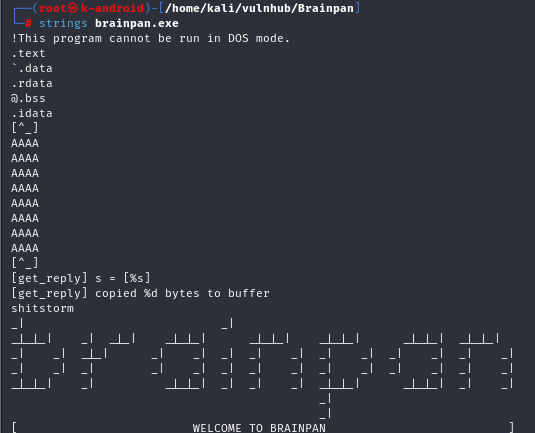 ┌──(root㉿k-android)-[/home/kali/vulnhub/Brainpan]
└─# strings brainpan.exe
!This program cannot be run in DOS mode.
.text
`.data
.rdata
@.bss
.idata
[^_]
AAAA
AAAA
AAAA
AAAA
AAAA
AAAA
AAAA
AAAA
[^_]
[get_reply] s = [%s]
[get_reply] copied %d bytes to buffer
shitstorm
_|                            _|
_|_|_|    _|  _|_|    _|_|_|      _|_|_|    _|_|_|      _|_|_|  _|_|_|
_|    _|  _|_|      _|    _|  _|  _|    _|  _|    _|  _|    _|  _|    _|
_|    _|  _|        _|    _|  _|  _|    _|  _|    _|  _|    _|  _|    _|
_|_|_|    _|          _|_|_|  _|  _|    _|  _|_|_|      _|_|_|  _|    _|
                                            _|
                                            _|
[________________________ WELCOME TO BRAINPAN _________________________]